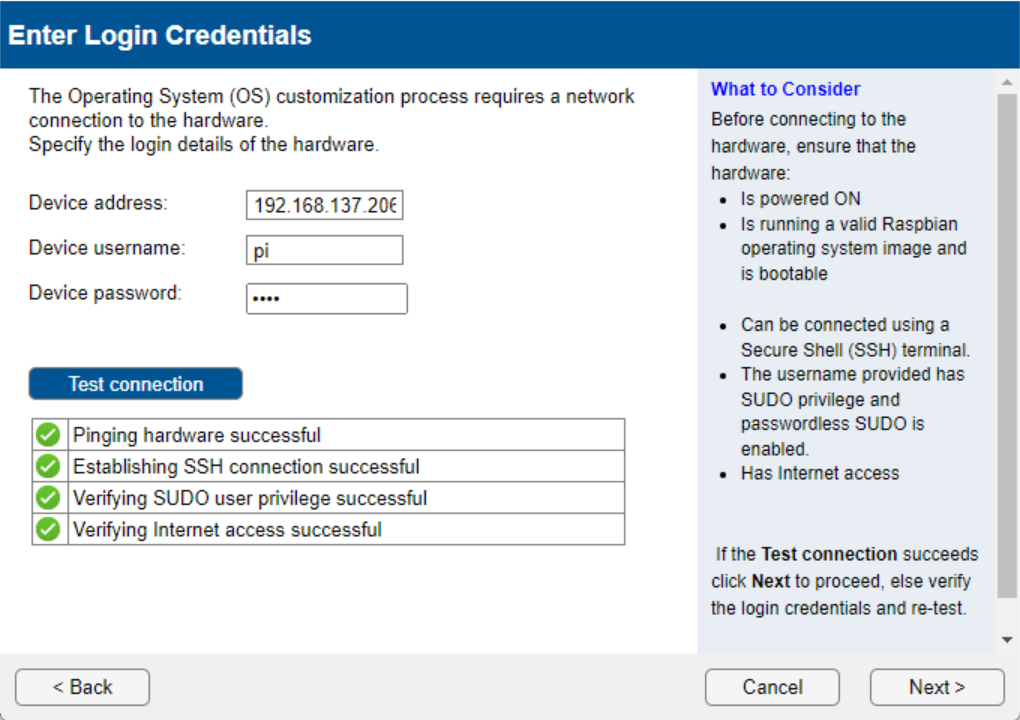 Enter Login Credentials
The Operating System (OS) customization process requires a network
connection to the hardware.
Specify the login details of the hardware.
Device address:
192.168.137.206
Device username:
pi
Device password:
••••
Test connection
Pinging hardware successful
Establishing SSH connection successful
Verifying SUDO user privilege successful
Verifying Internet access successful
What to Consider
Before connecting to the
hardware, ensure that the
hardware:
• Is powered ON
• Is running a valid Raspbian
operating system image and
is bootable
• Can be connected using a
Secure Shell (SSH) terminal.
• The username provided has
SUDO privilege and
passwordless SUDO is
enabled.
• Has Internet access
If the Test connection succeeds
click Next to proceed, else verify
the login credentials and re-test.
< Back
Cancel
Next >